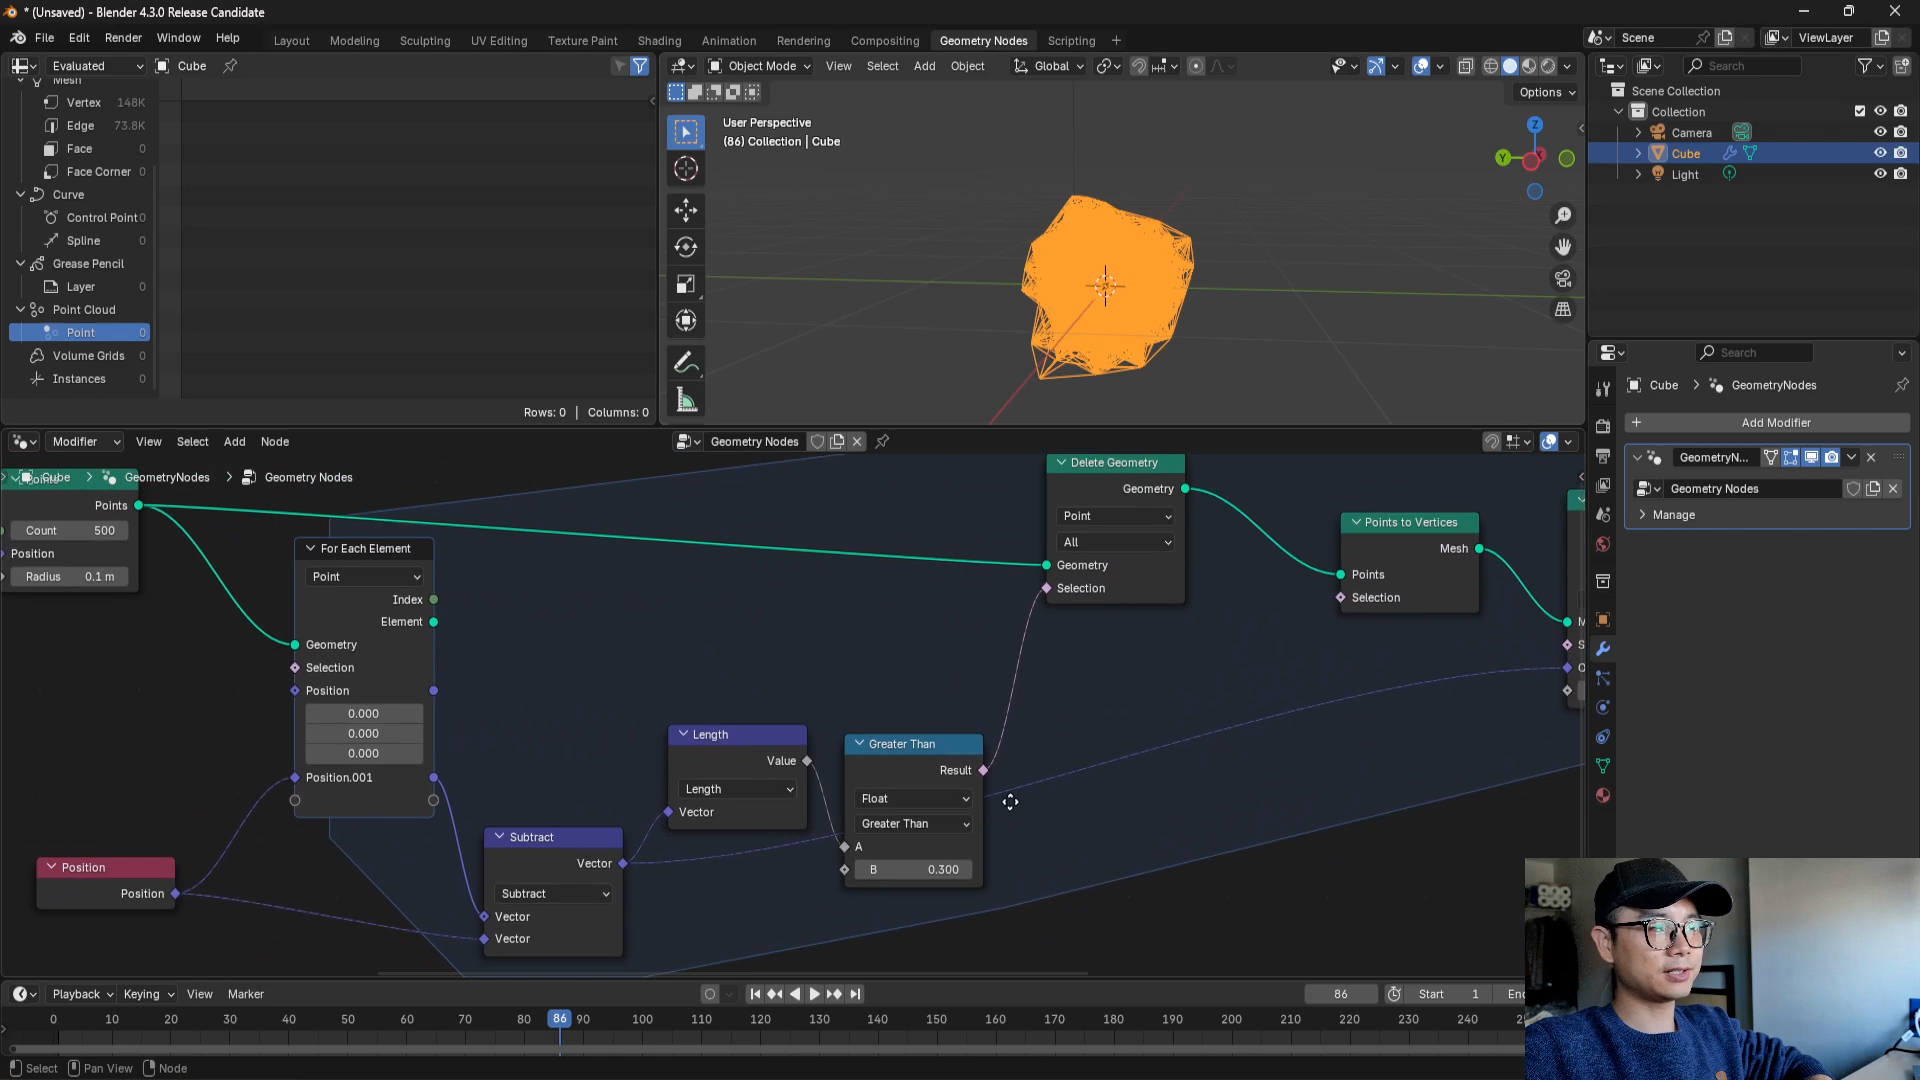 * (Unsaved) - Blender 4.3.0 Release Candidate
File Edit Render Window Help
Layout Modeling Sculpting UV Editing Texture Paint Shading Animation Rendering Compositing Geometry Nodes Scripting +
Scene
ViewLayer
Evaluated
Cube
Mesh
Vertex 148K
Edge 73.8K
Face 0
Face Corner 0
Curve
Control Point 0
Spline 0
Grease Pencil
Layer 0
Point Cloud
Point 0
Volume Grids 0
Instances 0
Rows: 0 | Columns: 0
Object Mode View Select Add Object Global
Options
User Perspective
(86) Collection | Cube
Z
Y
Search
Scene Collection
Collection
Camera
Cube
Light
Search
Cube > GeometryNodes
Add Modifier
GeometryN...
Geometry Nodes
Manage
Modifier View Select Add Node
Geometry Nodes
Cube > GeometryNodes > Geometry Nodes
Points
Points
Count 500
Position
Radius 0.1 m
For Each Element
Point
Index
Element
Geometry
Selection
Position
0.000
0.000
0.000
Position.001
Position
Position
Subtract
Vector
Subtract
Vector
Vector
Length
Value
Length
Vector
Greater Than
Result
Float
Greater Than
A
B 0.300
Delete Geometry
Geometry
Point
All
Geometry
Selection
Points to Vertices
Mesh
Points
Selection
Playback Keying View Marker
86
Start 1
0 10 20 30 40 50 60 70 80 86 90 100 110 120 130 140 150 160 170 180 190 200 210 220 230 240
Select Pan View Node